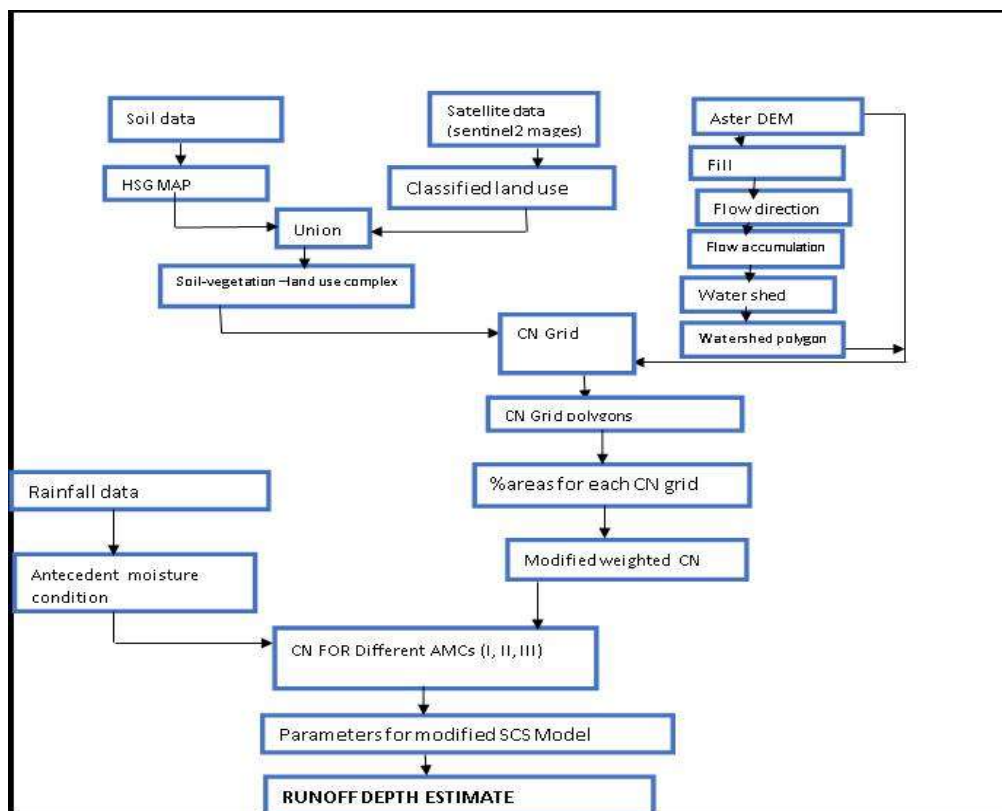 Soil data
Satellite data
(sentinel2 mages)
Aster DEM
HSG MAP
Classified land use
Fill
Flow direction
Union
Flow accumulation
Soil-vegetation –land use complex
Water shed
CN Grid
Watershed polygon
CN Grid polygons
Rainfall data
%areas for each CN grid
Antecedent moisture
condition
Modified weighted CN
CN FOR Different AMCs (I, II, III)
Parameters for modified SCS Model
RUNOFF DEPTH ESTIMATE